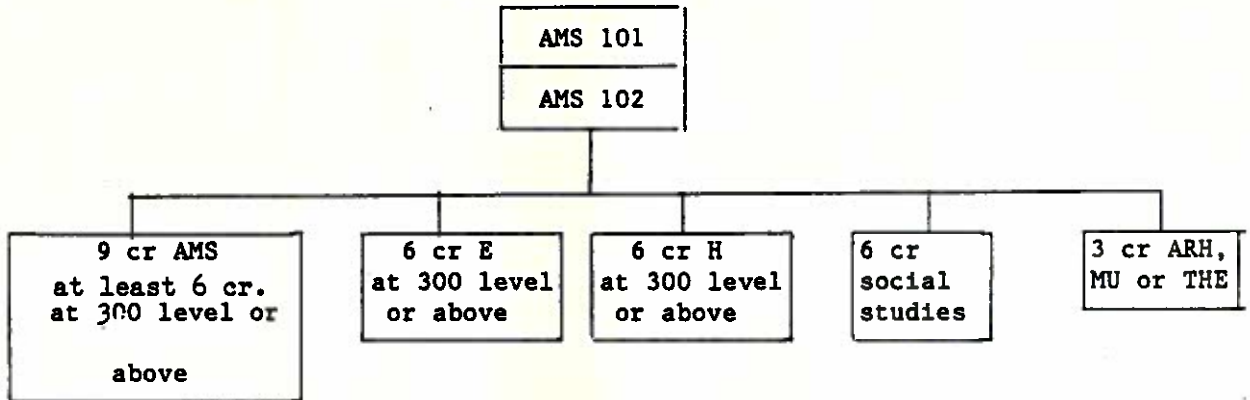 AMS 101
AMS 102
9 cr AMS
at least 6 cr.
at 300 level or
above
6 cr E
at 300 level
or above
6 cr H
at 300 level
or above
6 cr
social
studies
3 cr ARH,
MU or THE